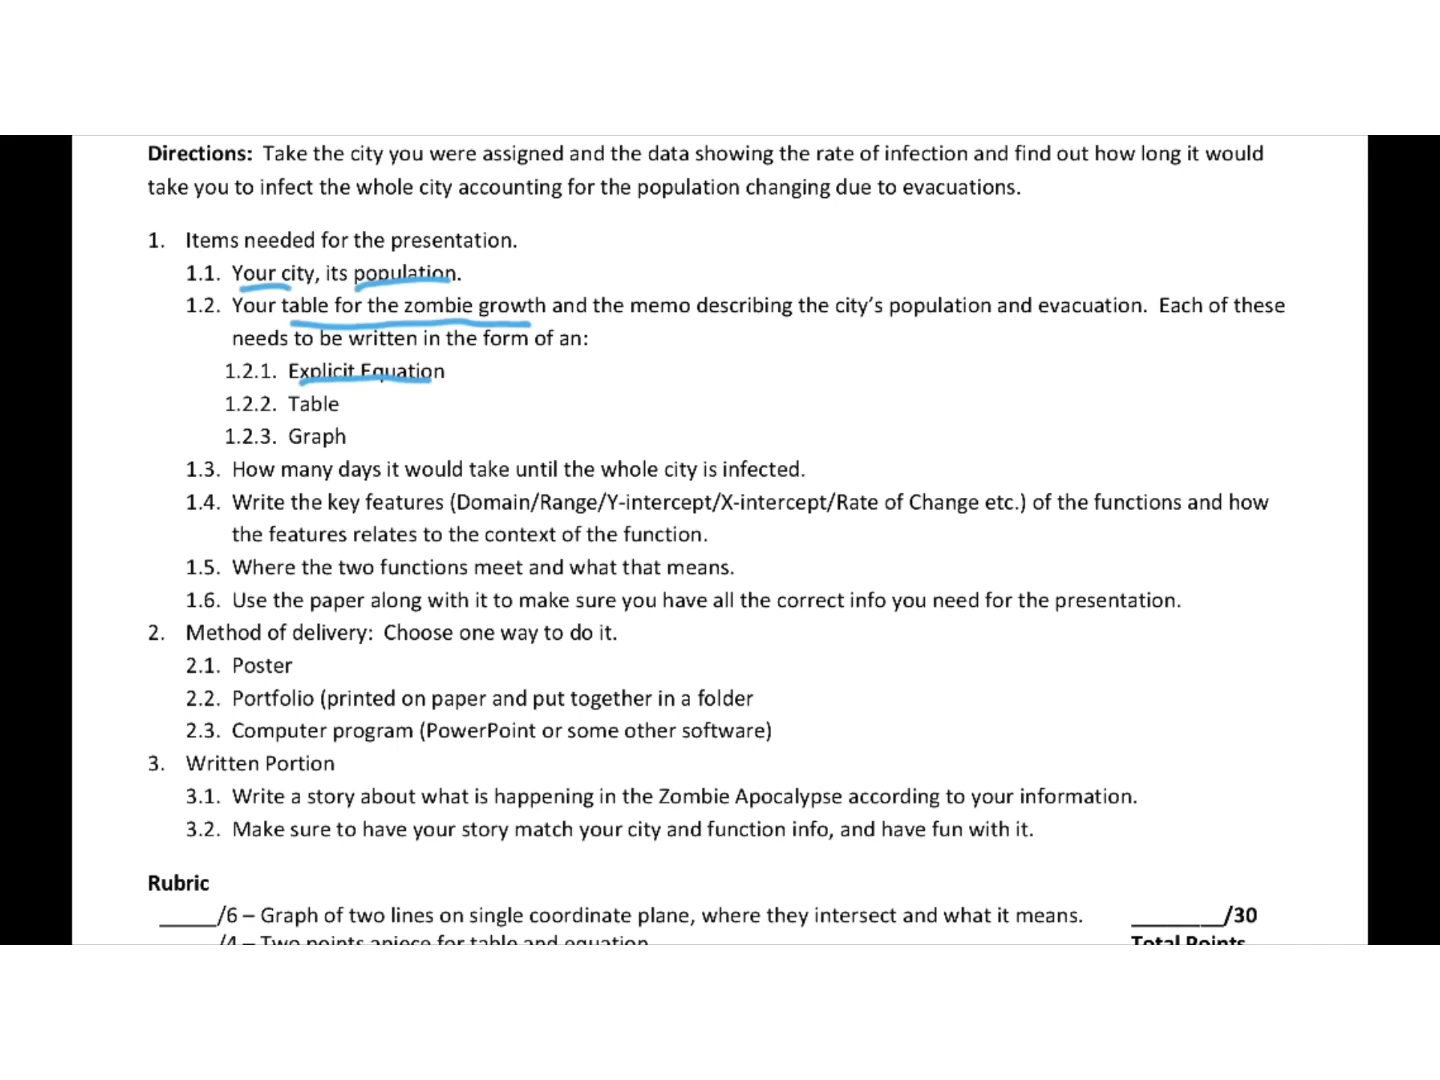 Directions: Take the city you were assigned and the data showing the rate of infection and find out how long it would
take you to infect the whole city accounting for the population changing due to evacuations.
1. Items needed for the presentation.
1.1. Your city, its population.
1.2. Your table for the zombie growth and the memo describing the city's population and evacuation. Each of these
needs to be written in the form of an:
1.2.1. Explicit Equation
1.2.2. Table
1.2.3. Graph
1.3. How many days it would take until the whole city is infected.
1.4. Write the key features (Domain/Range/Y-intercept/X-intercept/Rate of Change etc.) of the functions and how
the features relates to the context of the function.
1.5. Where the two functions meet and what that means.
1.6. Use the paper along with it to make sure you have all the correct info you need for the presentation.
2. Method of delivery: Choose one way to do it.
2.1. Poster
2.2. Portfolio (printed on paper and put together in a folder
2.3. Computer program (PowerPoint or some other software)
3. Written Portion
3.1. Write a story about what is happening in the Zombie Apocalypse according to your information.
3.2. Make sure to have your story match your city and function info, and have fun with it.
Rubric
_____/6 – Graph of two lines on single coordinate plane, where they intersect and what it means. ________/30
/4 – Two points apiece for table and equation Total Points